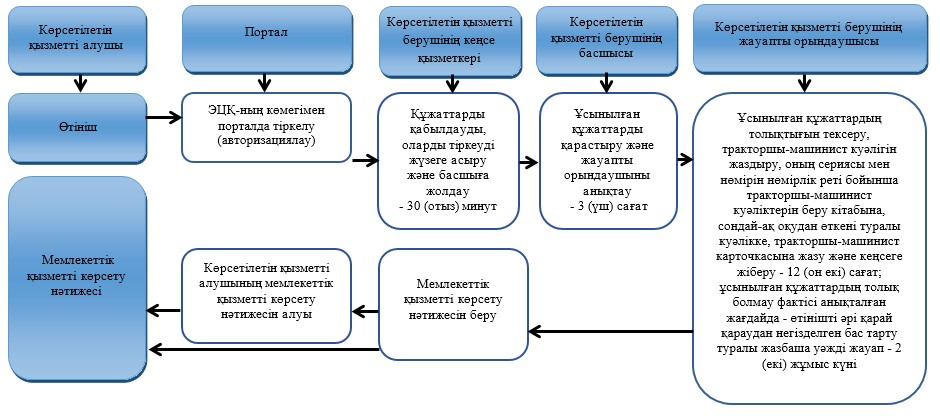 Көрсетілетін
қызметті алушы
Портал
Көрсетілетін қызметті
берушінің кеңсе
қызметкері
Көрсетілетін
қызметті берушінің
басшысы
Көрсетілетін қызметті берушінің
жауапты орындаушысы
Өтініш
ЭЦҚ-ның көмегімен
порталда тіркелу
(авторизациялау)
Құжаттарды
қабылдауды,
оларды тіркеуді
жүзеге асыру
және басшыға
жолдау
- 30 (отыз) минут
Ұсынылған
құжаттарды
қарастыру және
жауапты
орындаушыны
анықтау
- 3 (үш) сағат
Ұсынылған құжаттардың
толықтығын тексеру,
тракторшы-машинист куәлігін
жаздыру, оның сериясы мен
нөмірін нөмірлік реті бойынша
тракторшы-машинист
куәліктерін беру кітабына,
сондай-ақ оқудан өткені туралы
куәлікке, тракторшы-машинист
карточкасына жазу және кеңсеге
жіберу - 12 (он екі) сағат;
ұсынылған құжаттардың толық
болмау фактісі анықталған
жағдайда - өтінішті әрі қарай
қараудан негізделген бас тарту
туралы жазбаша уәжді жауап - 2
(екі) жұмыс күні
Мемлекеттік
қызметті көрсету
нәтижесі
Көрсетілетін қызметті
алушының мемлекеттік
қызметті көрсету
нәтижесін алуы
Мемлекеттік
қызметті көрсету
нәтижесін беру